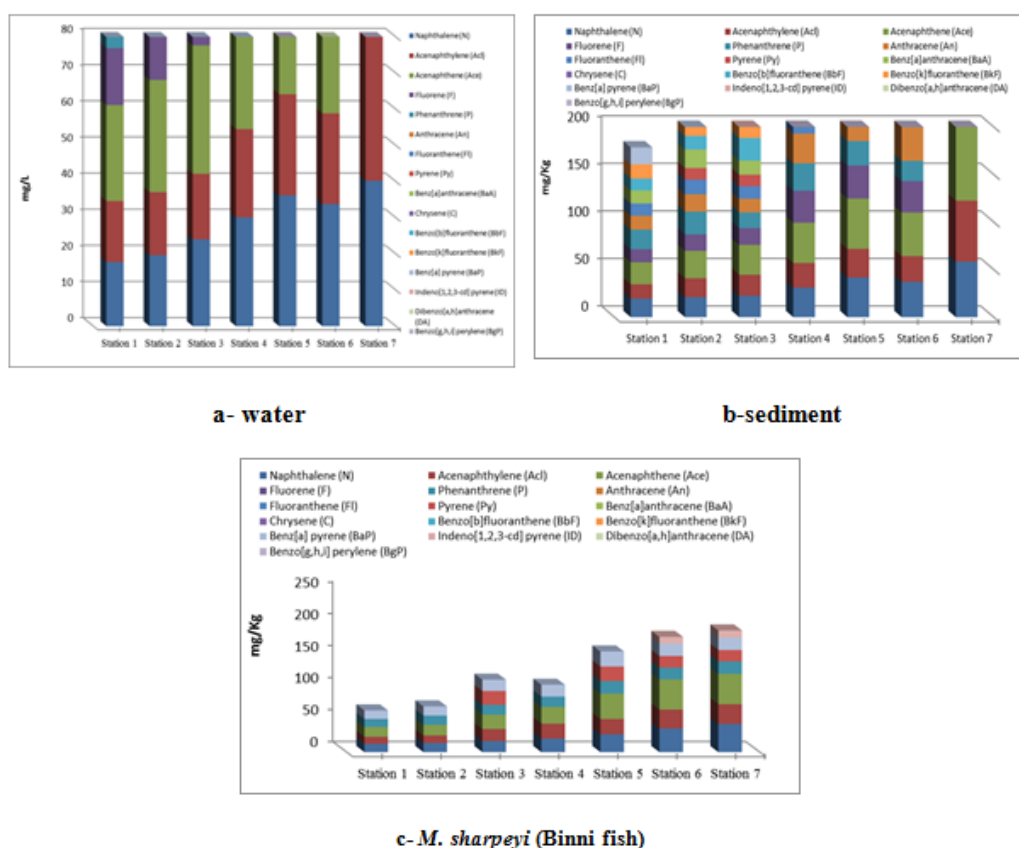 80
70
60
50
40
30
20
10
0
mg/L
Station 1 Station 2 Station 3 Station 4 Station 5 Station 6 Station 7
Naphthalene (N)
Acenaphthylene (Acl)
Acenaphthene (Ace)
Fluorene (F)
Phenanthrene (P)
Anthracene (An)
Fluoranthene (Fl)
Pyrene (Py)
Benz[a]anthracene (BaA)
Chrysene (C)
Benzo[b]fluoranthene (BbF)
Benzo[k]fluoranthene (BkF)
Benz[a] pyrene (BaP)
Indeno[1,2,3-cd] pyrene (ID)
Dibenzo[a,h]anthracene
(DA)
Benzo[g,h,i] perylene (BgP)
a- water
Naphthalene (N) Acenaphthylene (Acl) Acenaphthene (Ace)
Fluorene (F) Phenanthrene (P) Anthracene (An)
Fluoranthene (Fl) Pyrene (Py) Benz[a]anthracene (BaA)
Chrysene (C) Benzo[b]fluoranthene (BbF) Benzo[k]fluoranthene (BkF)
Benz[a] pyrene (BaP) Indeno[1,2,3-cd] pyrene (ID) Dibenzo[a,h]anthracene (DA)
Benzo[g,h,i] perylene (BgP)
200
150
100
50
0
mg/Kg
Station 1 Station 2 Station 3 Station 4 Station 5 Station 6 Station 7
b-sediment
Naphthalene (N) Acenaphthylene (Acl) Acenaphthene (Ace)
Fluorene (F) Phenanthrene (P) Anthracene (An)
Fluoranthene (Fl) Pyrene (Py) Benz[a]anthracene (BaA)
Chrysene (C) Benzo[b]fluoranthene (BbF) Benzo[k]fluoranthene (BkF)
Benz[a] pyrene (BaP) Indeno[1,2,3-cd] pyrene (ID) Dibenzo[a,h]anthracene (DA)
Benzo[g,h,i] perylene (BgP)
250
200
150
100
50
0
mg/Kg
Station 1 Station 2 Station 3 Station 4 Station 5 Station 6 Station 7
c- M. sharpeyi (Binni fish)